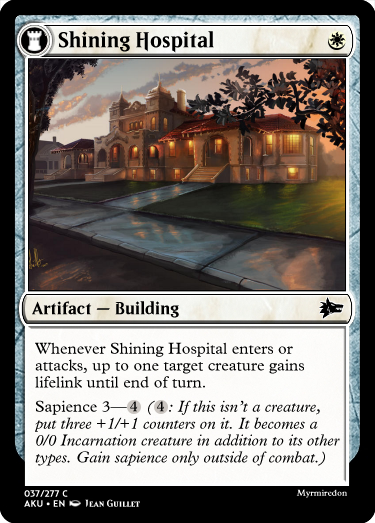 Shining Hospital
Artifact — Building
Whenever Shining Hospital enters or
attacks, up to one target creature gains
lifelink until end of turn.
Sapience 3—4 (4: If this isn't a creature,
put three +1/+1 counters on it. It becomes a
0/0 Incarnation creature in addition to its other
types. Gain sapience only outside of combat.)
037/277 C
Myrmiredon
AKU • EN Jean Guillet